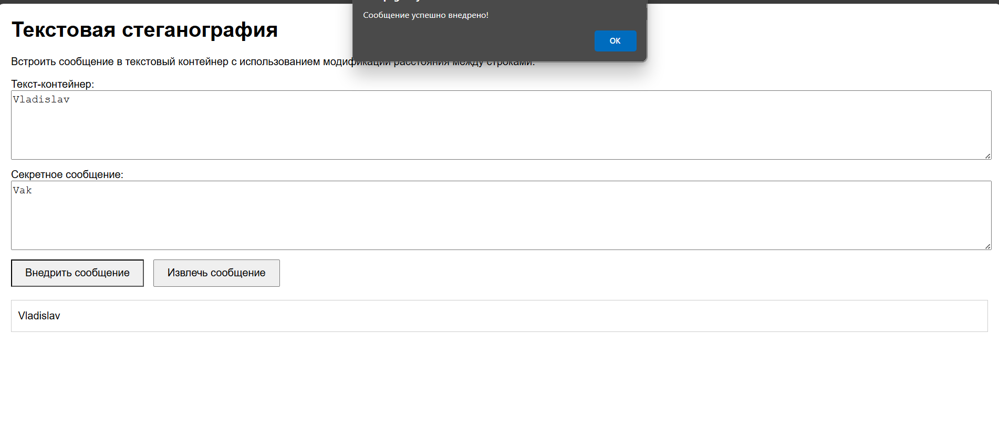 Сообщение успешно внедрено!
OK
Текстовая стеганография
Встроить сообщение в текстовый контейнер с использованием модификации расстояния между строками.
Текст-контейнер:
Vladislav
Секретное сообщение:
Vak
Внедрить сообщение
Извлечь сообщение
Vladislav